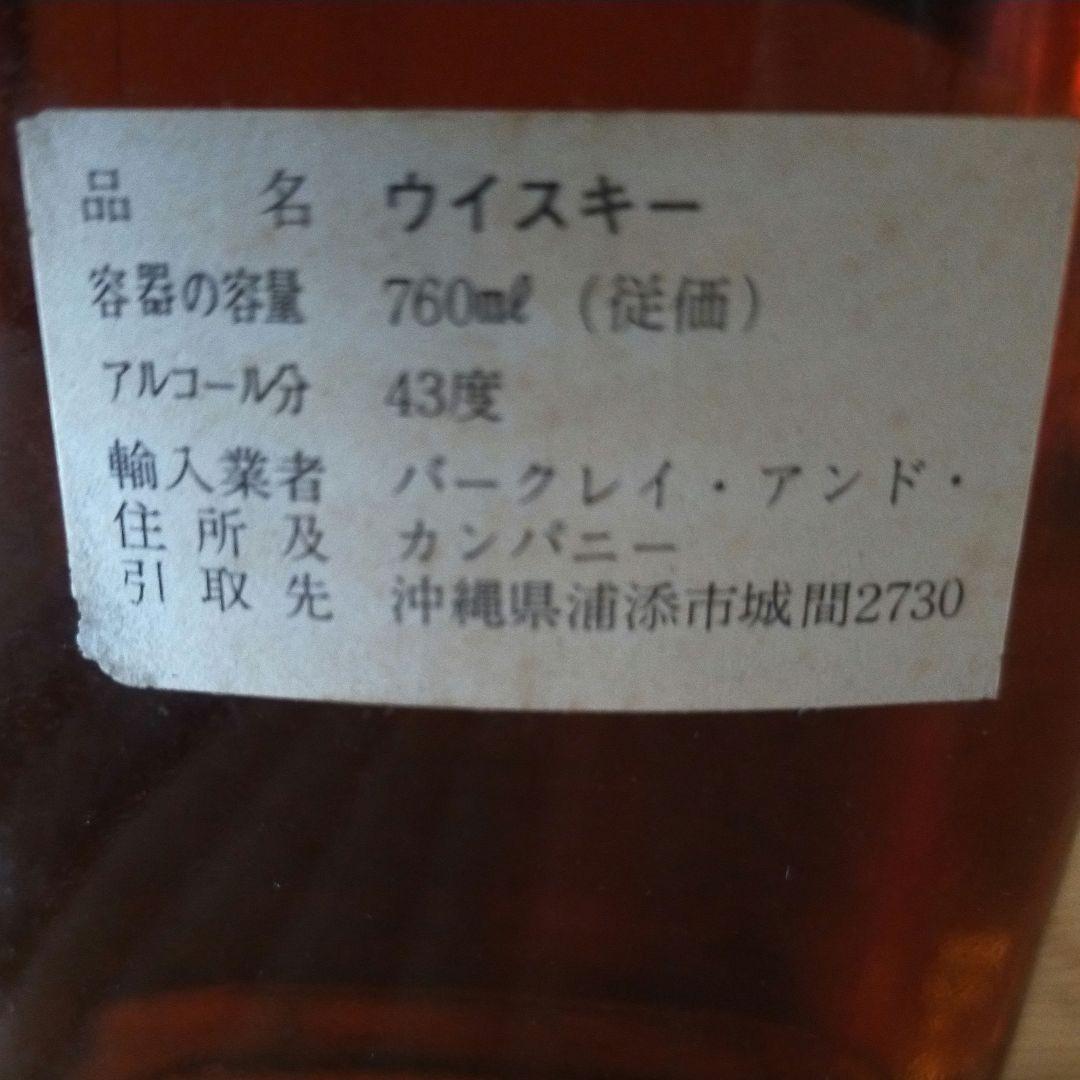 品名 ウイスキー
容器の容量 760㎖（従価）
アルコール分 43度
輸入業者 バークレイ・アンド・
住所及 カンパニー
引取先 沖縄県浦添市城間2730